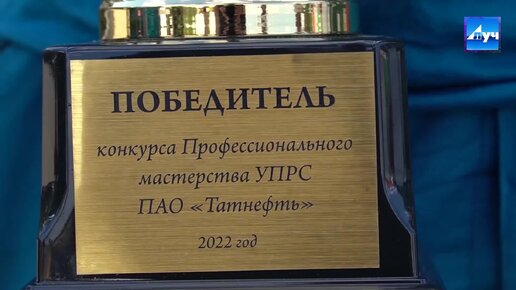 Луч
ПОБЕДИТЕЛЬ
конкурса Профессионального
мастерства УПРС
ПАО «Татнефть»
2022 год